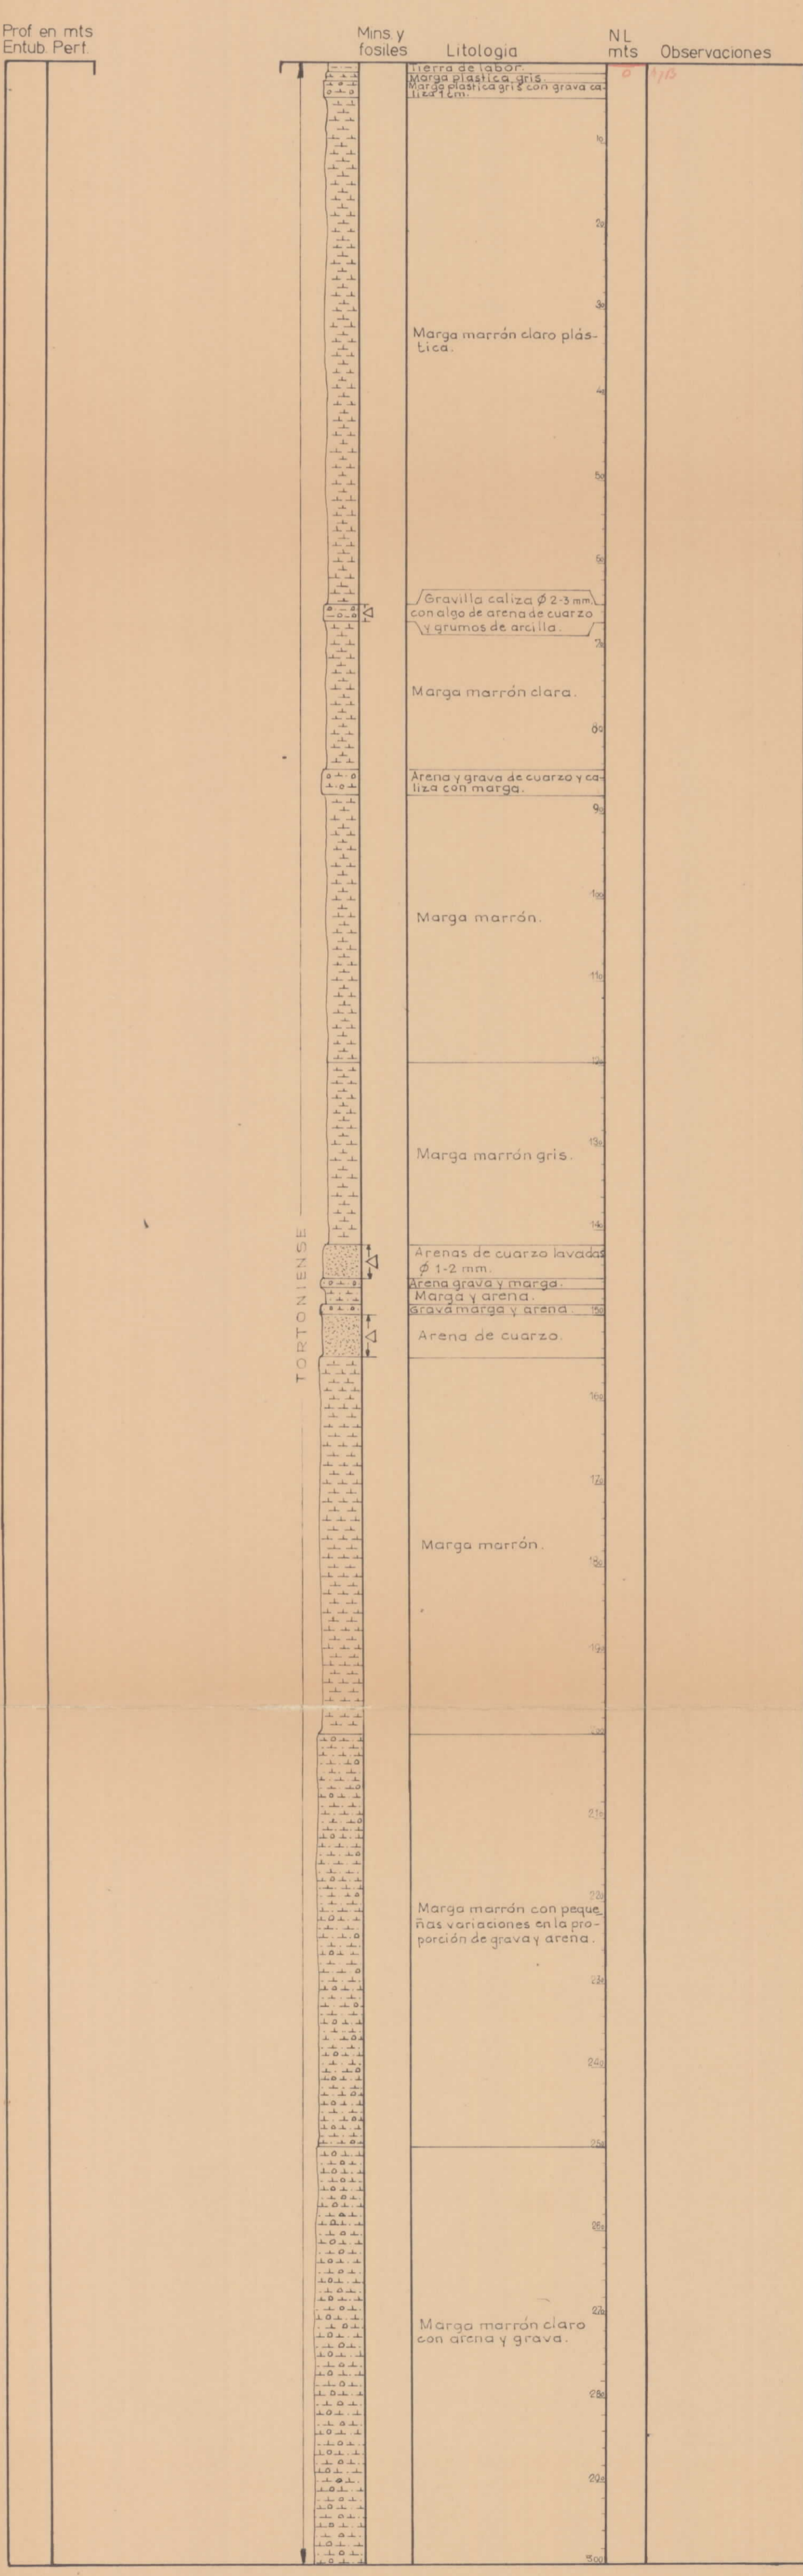 Prof en mts
Entub. Perf.
Mins. y
fosiles
Litologia
N L
mts
Observaciones
Tierra de labor.
Marga plastica gris.
Marga plastica gris con grava ca-
liza 1 cm.
0
10
20
30
Marga marrón claro plás-
tica.
40
50
60
Gravilla caliza ∅ 2-3 mm.
con algo de arena de cuarzo
y grumos de arcilla.
70
Marga marrón clara.
80
Arena y grava de cuarzo y ca-
liza con marga.
90
100
Marga marrón.
110
120
130
Marga marrón gris.
140
TORTONIENSE
Arenas de cuarzo lavadas
∅ 1-2 mm.
Arena grava y marga.
Marga y arena.
Grava marga y arena
150
Arena de cuarzo.
160
170
Marga marrón.
180
190
200
210
220
Marga marrón con peque
ñas variaciones en la pro-
porción de grava y arena.
230
240
250
260
270
Marga marrón claro
con arena y grava.
280
290
300